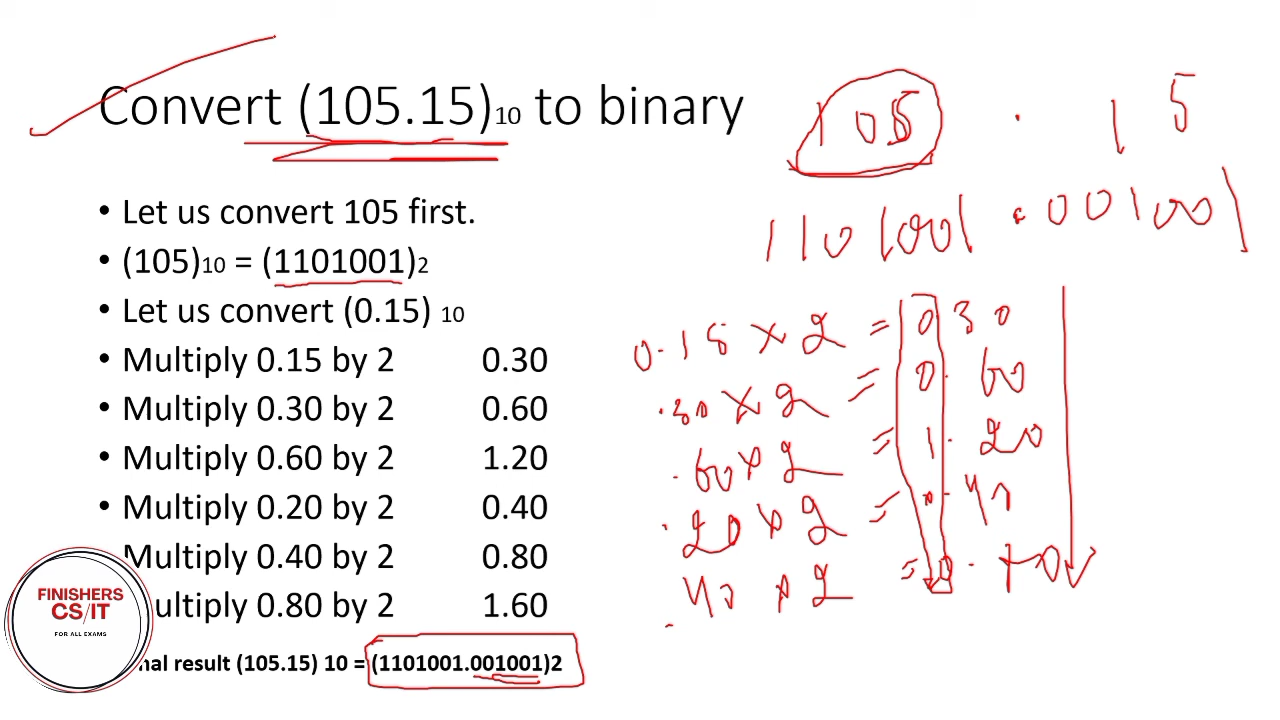 Convert (105.15)10 to binary
105 . 15
1101001 . 001001
• Let us convert 105 first.
• (105)10 = (1101001)2
• Let us convert (0.15) 10
• Multiply 0.15 by 2 0.30
• Multiply 0.30 by 2 0.60
• Multiply 0.60 by 2 1.20
• Multiply 0.20 by 2 0.40
Multiply 0.40 by 2 0.80
ultiply 0.80 by 2 1.60
nal result (105.15) 10 = (1101001.001001)2
0.15 x 2 = 0 30
.30 x 2 = 0. 60
.60 x 2 = 1. 20
.20 x 2 = 0. 40
.40 x 2 = 0.
FINISHERS
CS/IT
FOR ALL EXAMS